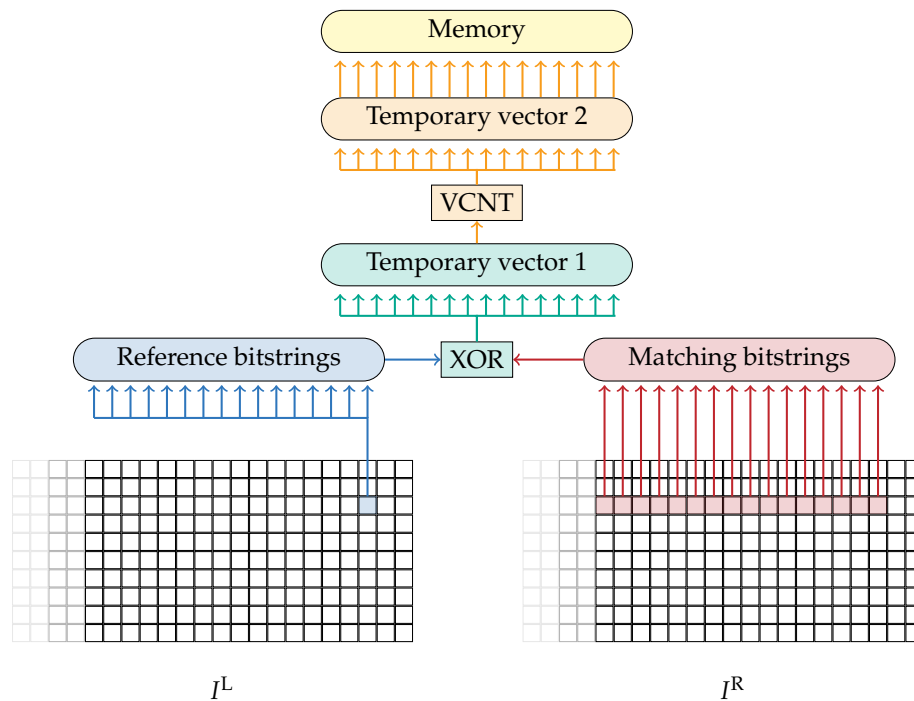 Memory
Temporary vector 2
VCNT
Temporary vector 1
Reference bitstrings
XOR
Matching bitstrings
I^L
I^R